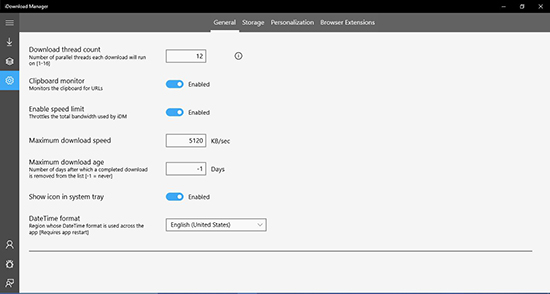 iDownload Manager
General Storage Personalization Browser Extensions
Download thread count
Number of parallel threads each download will run
on [1-16]
12
Clipboard monitor
Monitors the clipboard for URLs
Enabled
Enable speed limit
Throttles the total bandwidth used by iDM
Enabled
Maximum download speed
5120 KB/sec
Maximum download age
Number of days after which a completed download
is removed from the list [-1 = never]
-1 Days
Show icon in system tray
Enabled
DateTime format
Region whose DateTime format is used across the
app [Requires app restart]
English (United States)